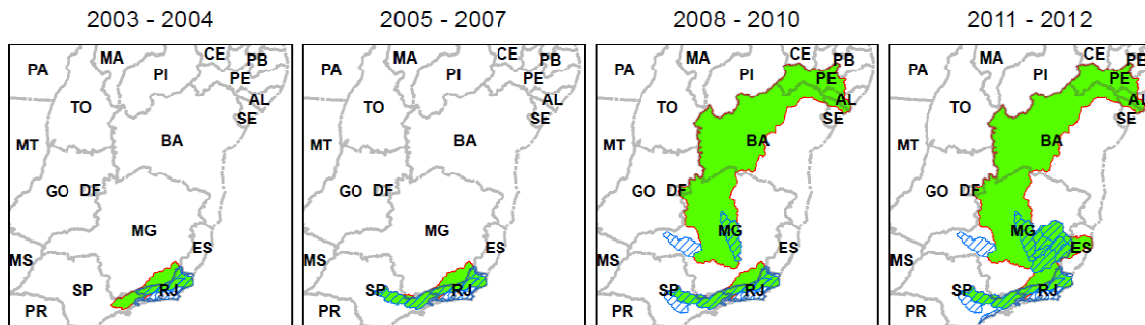 2003 - 2004
2005 - 2007
2008 - 2010
2011 - 2012
MA CE PB
PA PI PE
TO AL
SE
MT BA
GO DF
MG
ES
MS
SP RJ
PR
MA CE PB
PA PI PE
TO AL
SE
MT BA
GO DF
MG
ES
MS
SP RJ
PR
MA CE PB
PA PI PE
TO AL
SE
MT BA
GO DF
MG
ES
MS
SP RJ
PR
MA CE PB
PA PI PE
TO AL
SE
MT BA
GO DF
MG
ES
MS
SP RJ
PR